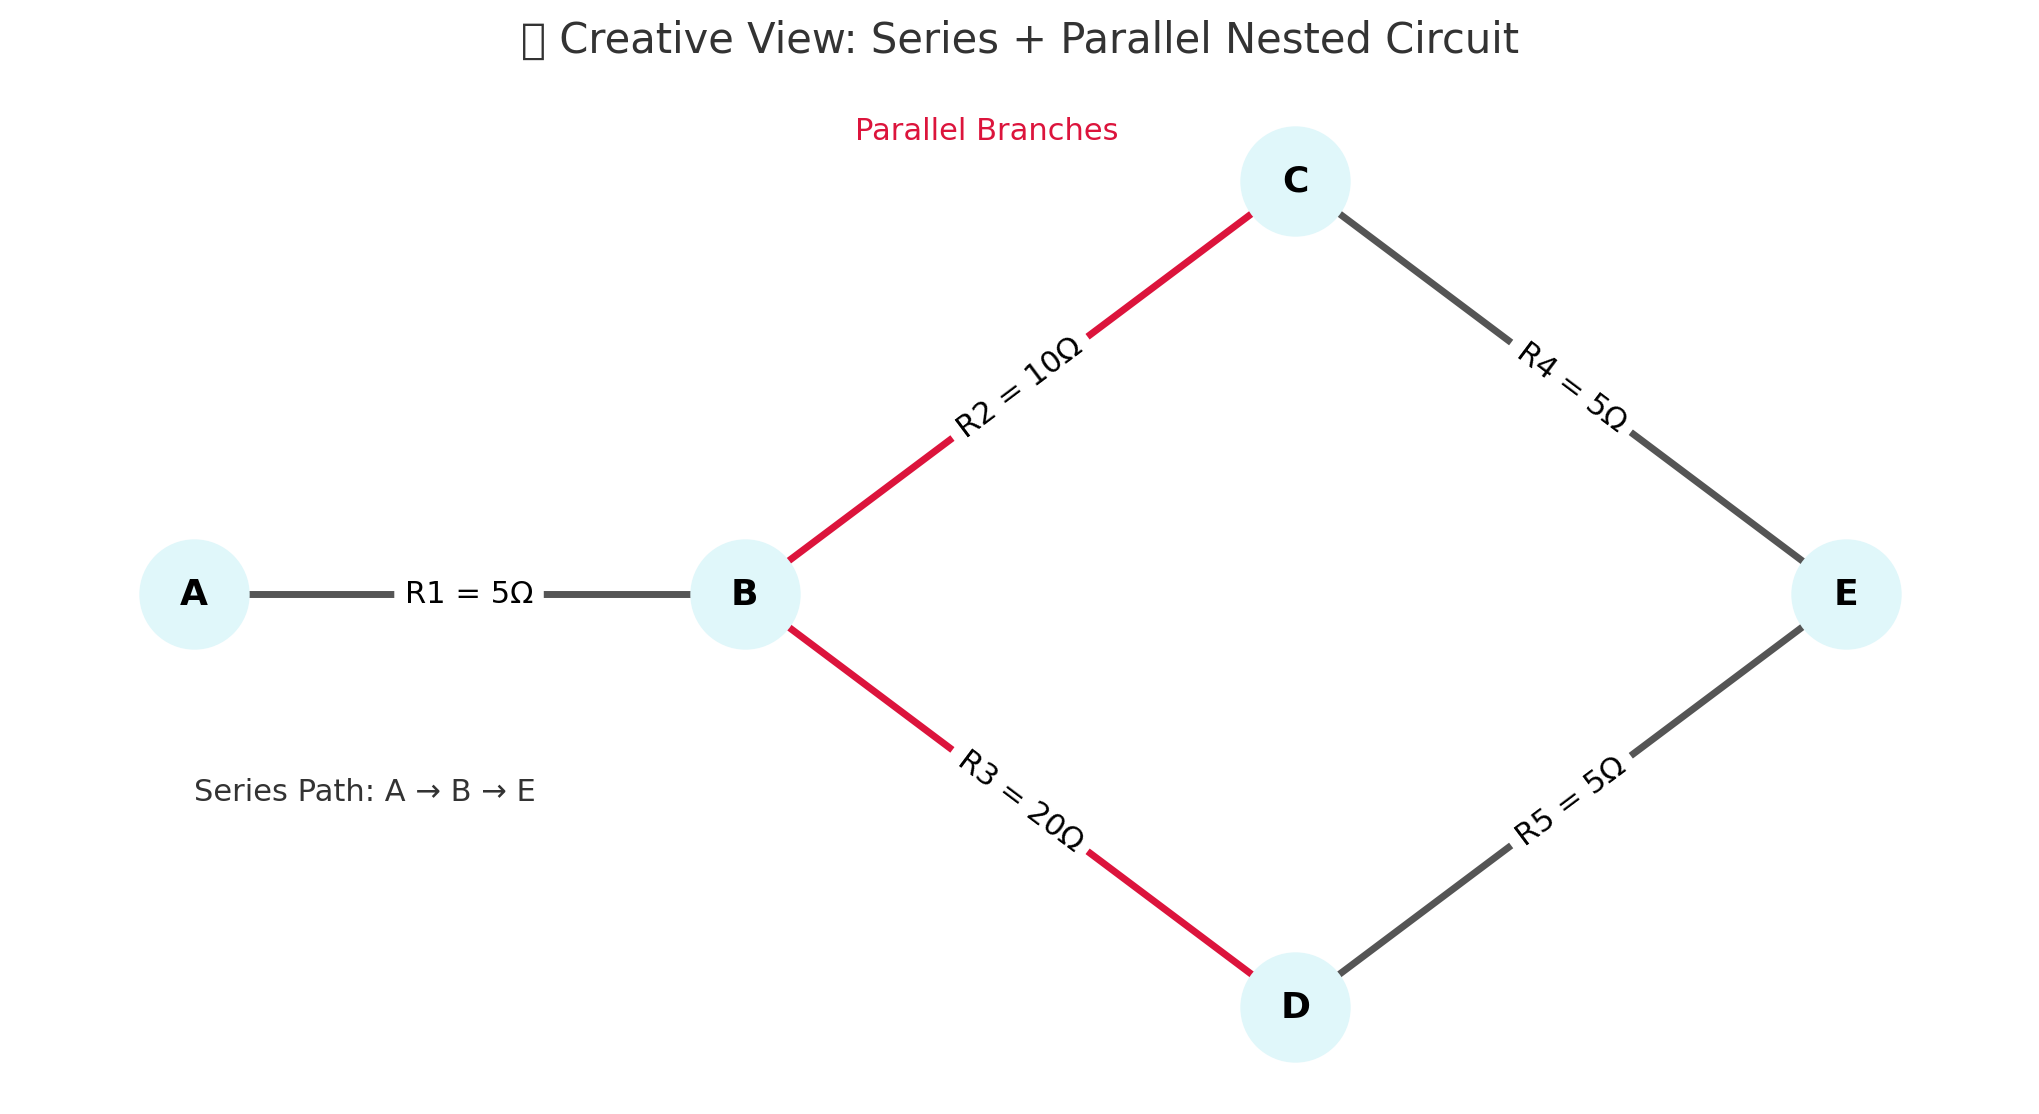 Creative View: Series + Parallel Nested Circuit
Parallel Branches
C
R2 = 10Ω
R4 = 5Ω
A
R1 = 5Ω
B
E
R3 = 20Ω
R5 = 5Ω
Series Path: A → B → E
D